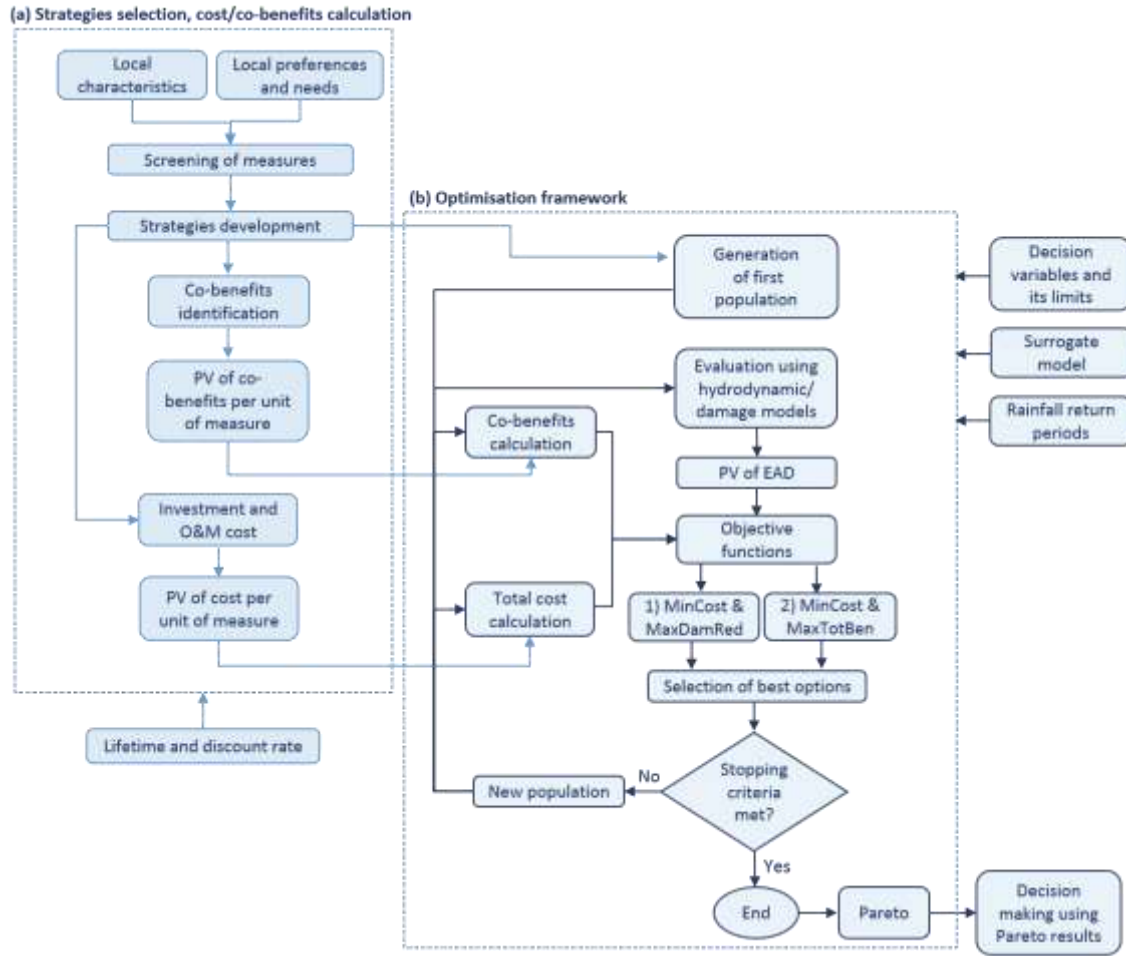 (a) Strategies selection, cost/co-benefits calculation
Local
characteristics
Local preferences
and needs
Screening of measures
Strategies development
Co-benefits
identification
PV of co-
benefits per unit
of measure
Investment and
O&M cost
PV of cost per
unit of measure
Lifetime and discount rate
(b) Optimisation framework
Generation
of first
population
Evaluation using
hydrodynamic/
damage models
Co-benefits
calculation
PV of EAD
Objective
functions
Total cost
calculation
1) MinCost &
MaxDamRed
2) MinCost &
MaxTotBen
Selection of best options
Stopping
criteria
met?
No
New population
Yes
End
Pareto
Decision
variables and
its limits
Surrogate
model
Rainfall return
periods
Decision
making using
Pareto results